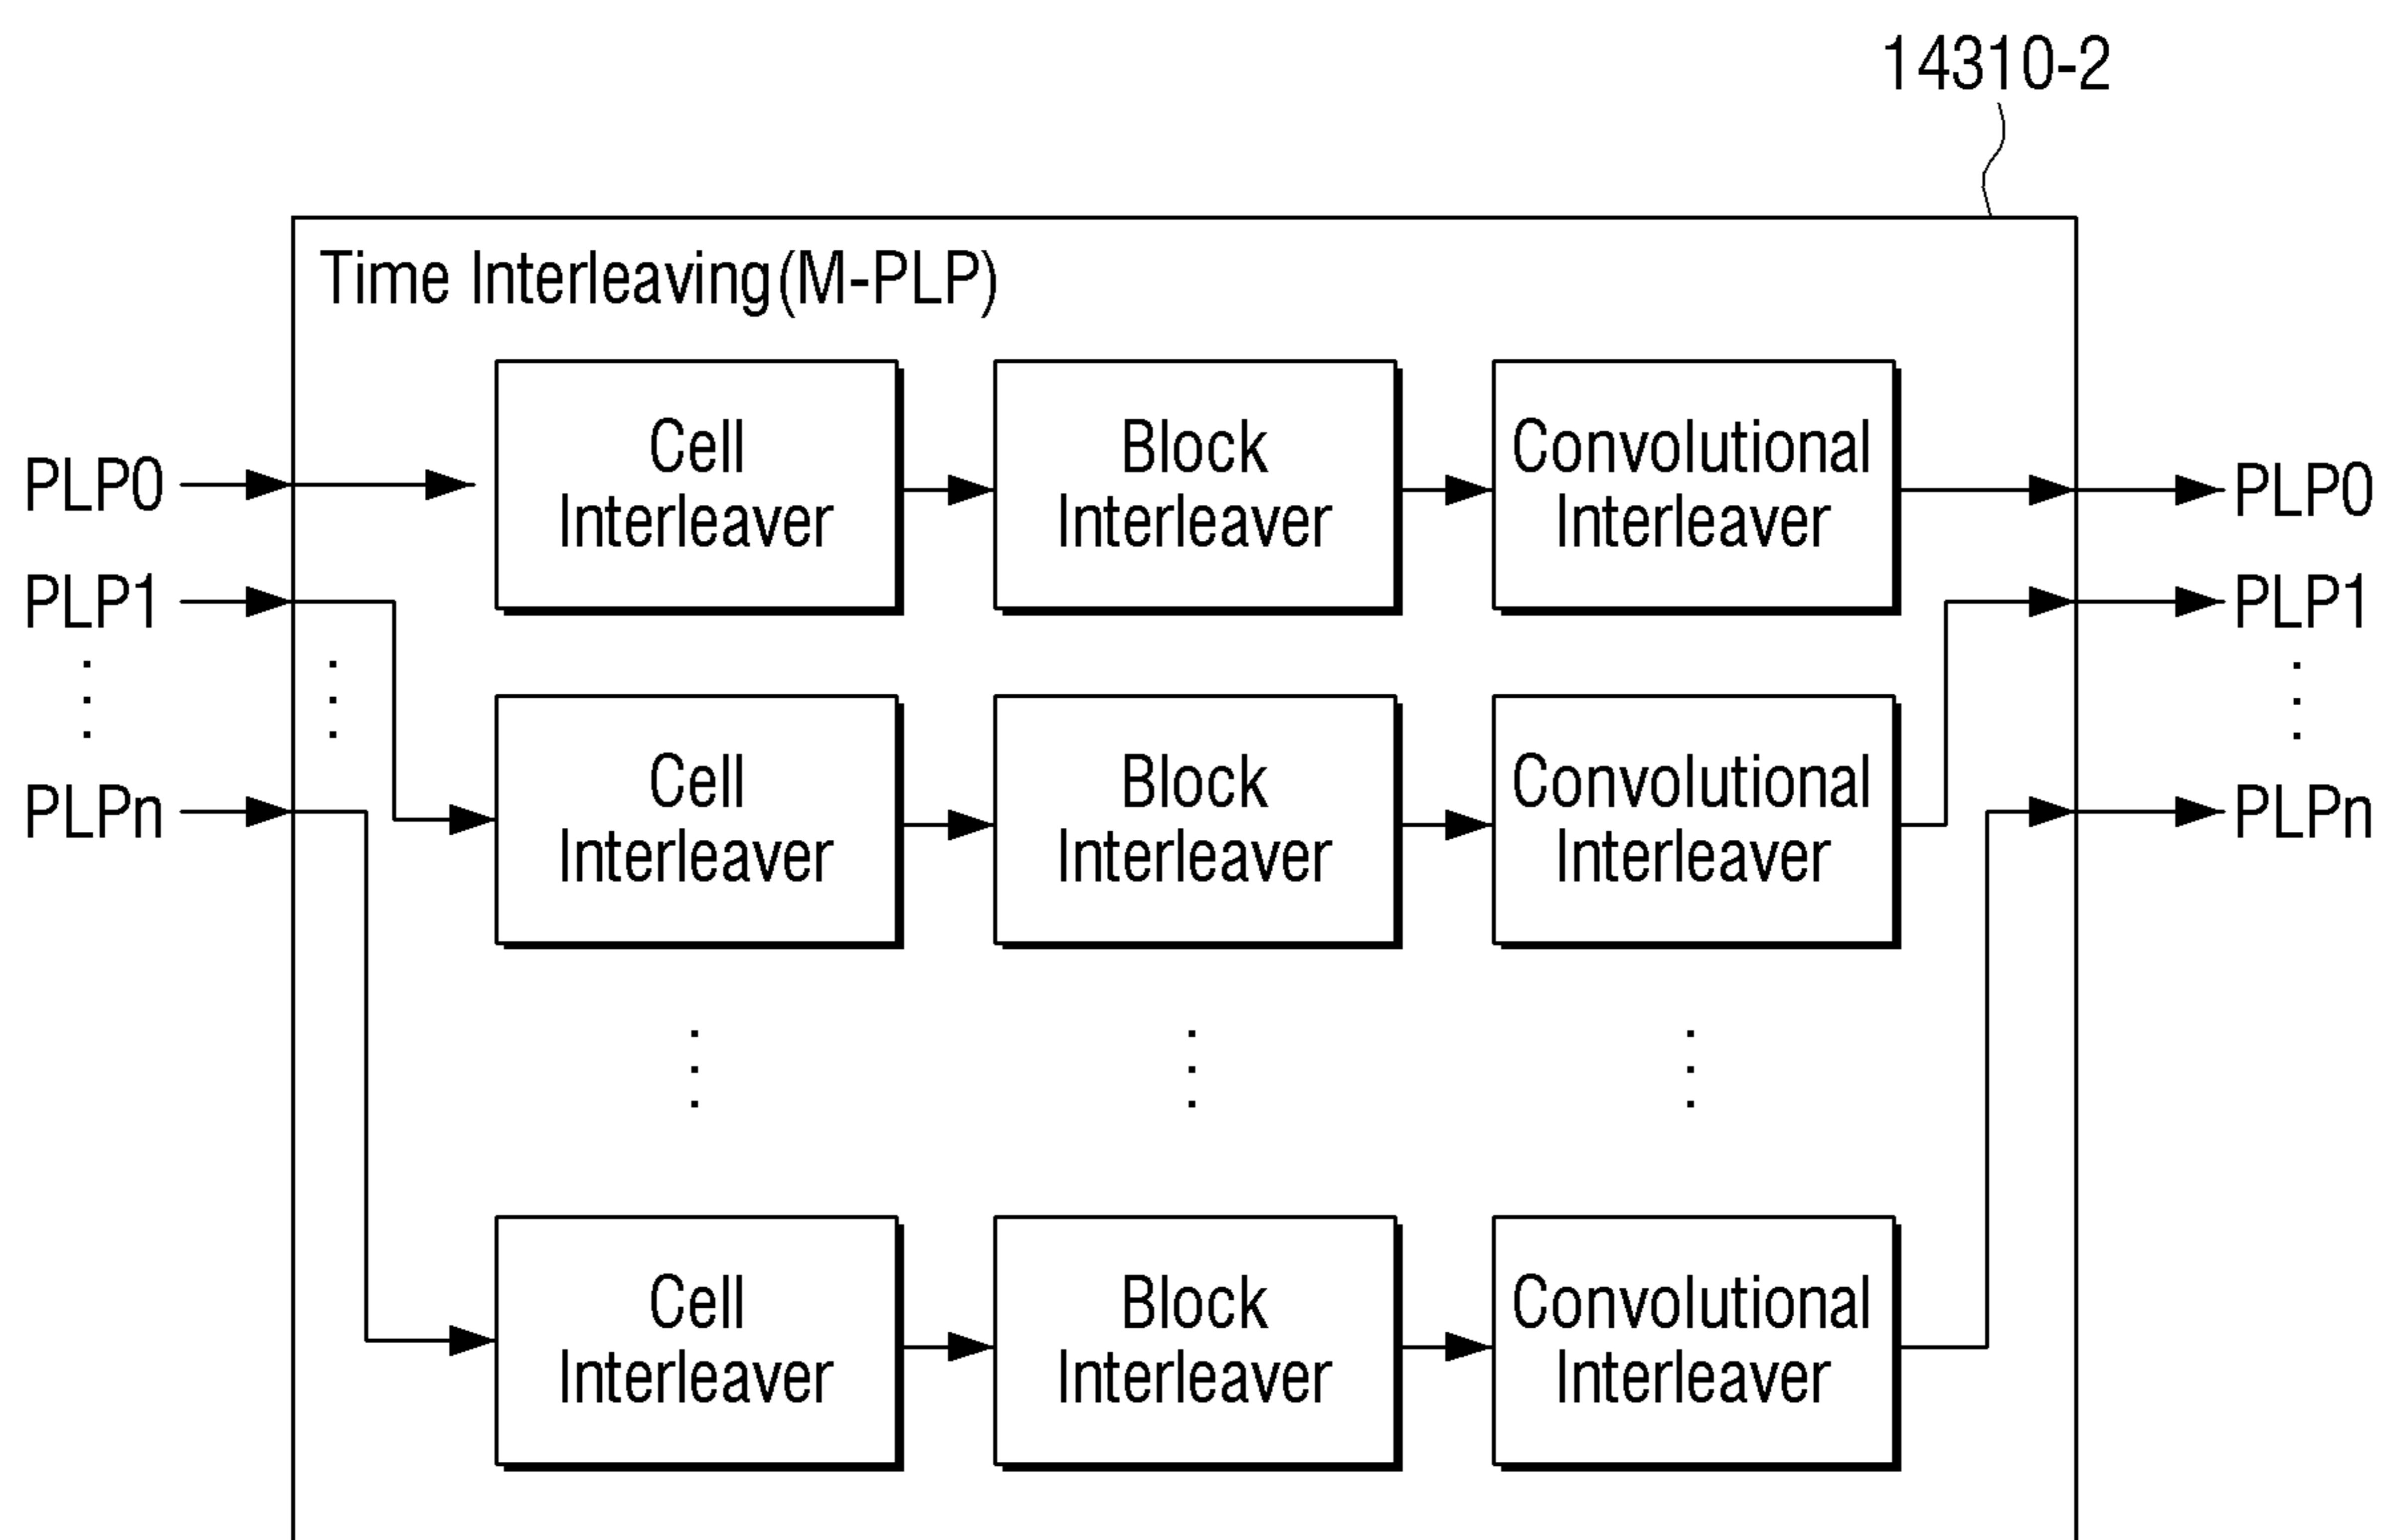 14310-2
Time Interleaving(M-PLP)
PLP0
Cell
Interleaver
Block
Interleaver
Convolutional
Interleaver
PLP0
PLP1
PLP1
PLPn
Cell
Interleaver
Block
Interleaver
Convolutional
Interleaver
PLPn
Cell
Interleaver
Block
Interleaver
Convolutional
Interleaver